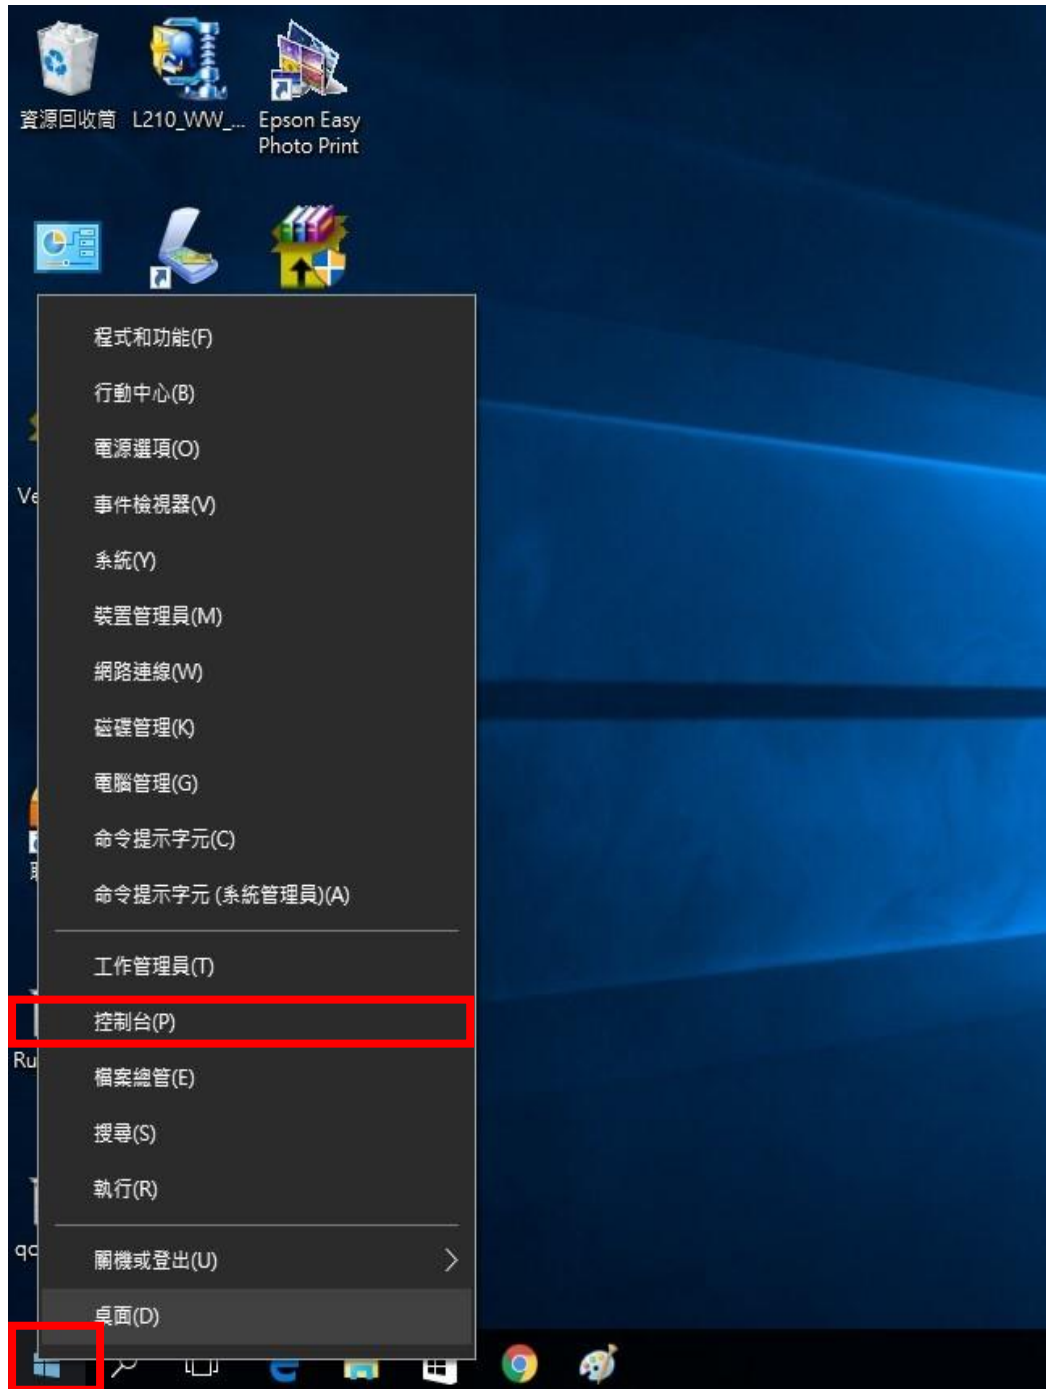 資源回收筒
L210_WW_...
Epson Easy
Photo Print
程式和功能(F)
行動中心(B)
電源選項(O)
Ve
事件檢視器(V)
系統(Y)
裝置管理員(M)
網路連線(W)
磁碟管理(K)
電腦管理(G)
命令提示字元(C)
命令提示字元 (系統管理員)(A)
工作管理員(T)
控制台(P)
Ru
檔案總管(E)
搜尋(S)
執行(R)
關機或登出(U)
桌面(D)